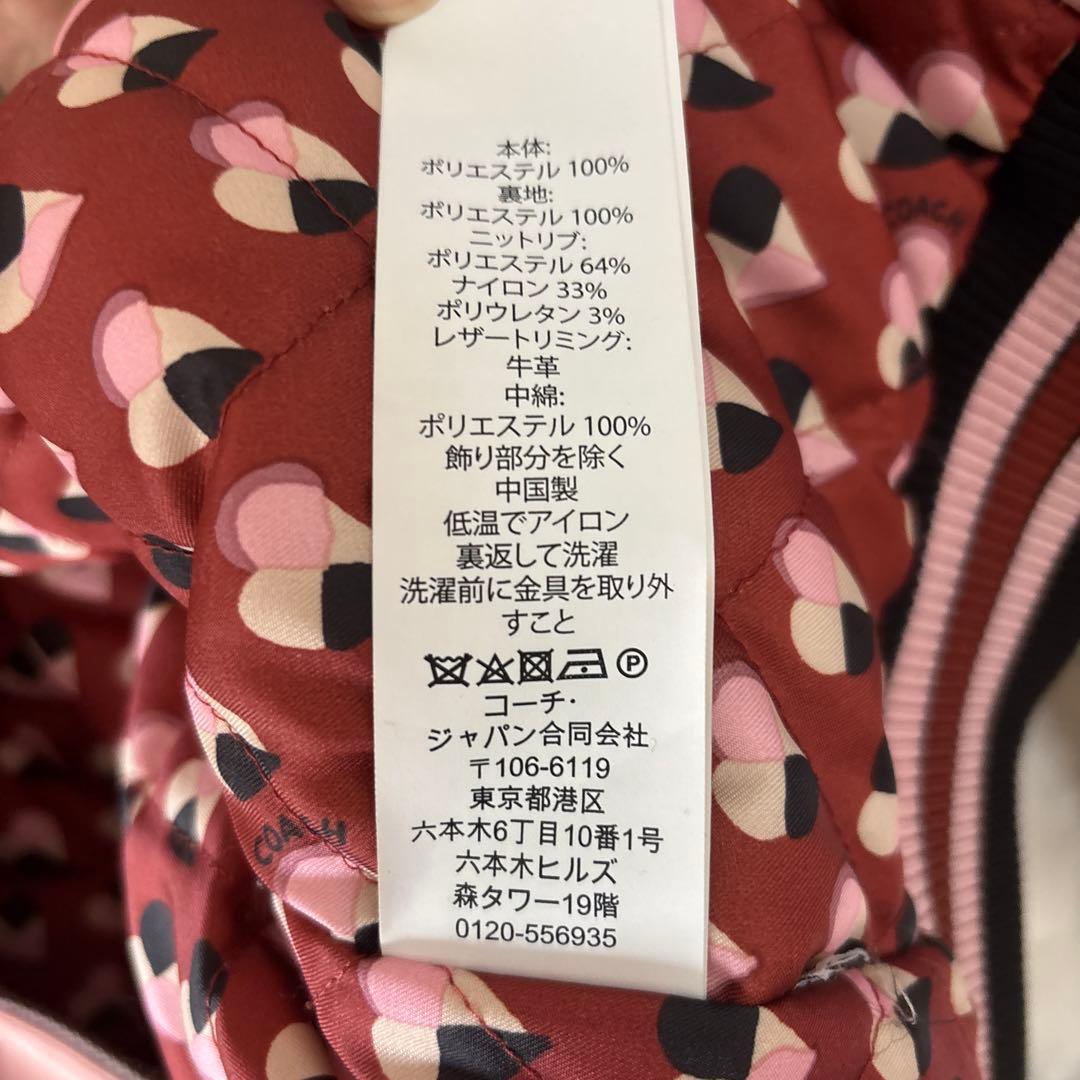 本体:
ポリエステル 100%
裏地:
ポリエステル 100%
ニットリブ:
ポリエステル 64%
ナイロン 33%
ポリウレタン 3%
レザートリミング:
牛革
中綿:
ポリエステル 100%
飾り部分を除く
中国製
低温でアイロン
裏返して洗濯
洗濯前に金具を取り外
すこと
P
コーチ·
ジャパン合同会社
〒106-6119
東京都港区
六本木6丁目10番1号
六本木ヒルズ
森タワー19階
0120-556935
COACH
COACH